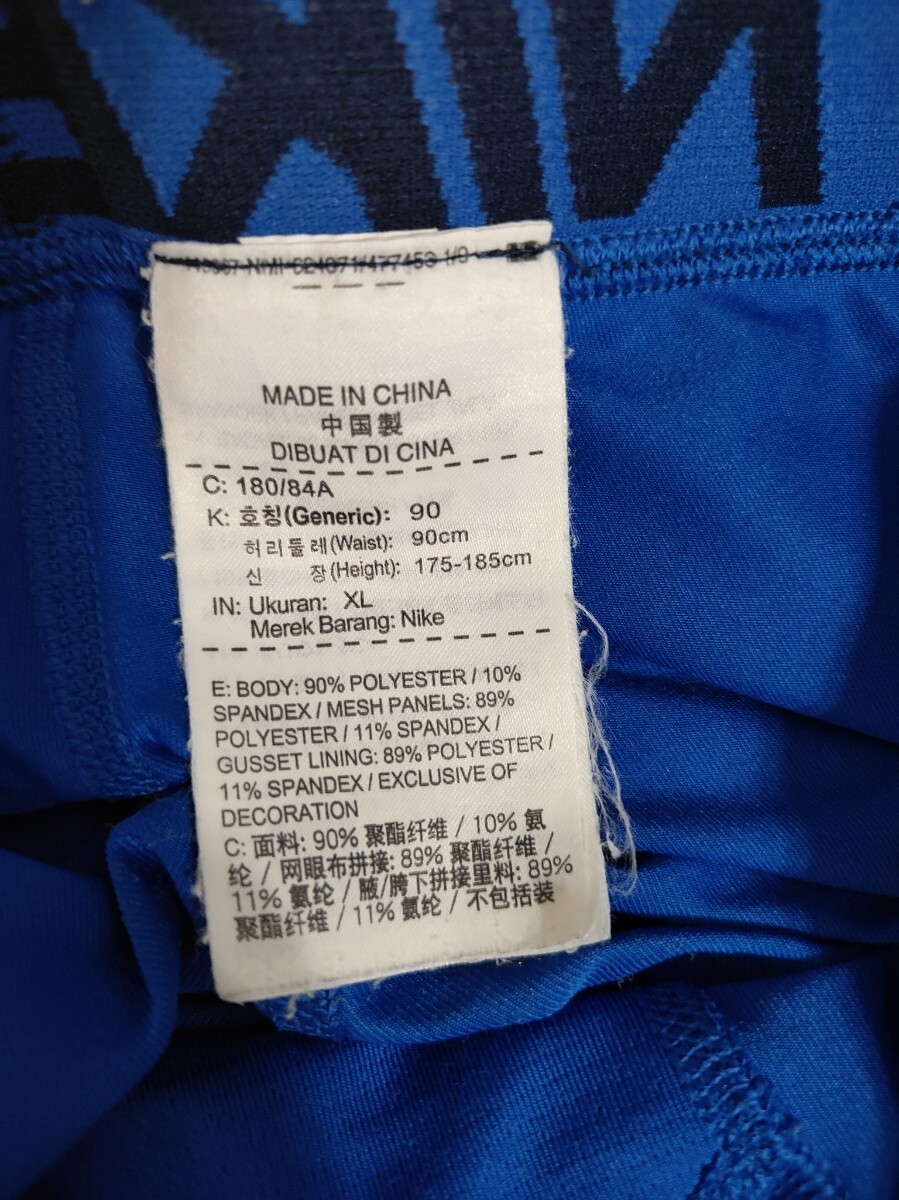 NIKE
MADE IN CHINA
中国製
DIBUAT DI CINA
C: 180/84A
K: 호칭(Generic): 90
허리둘레(Waist): 90cm
신 장(Height): 175-185cm
IN: Ukuran: XL
Merek Barang: Nike
E: BODY: 90% POLYESTER / 10%
SPANDEX / MESH PANELS: 89%
POLYESTER / 11% SPANDEX /
GUSSET LINING: 89% POLYESTER /
11% SPANDEX / EXCLUSIVE OF
DECORATION
C: 面料: 90% 聚酯纤维 / 10% 氨
纶 / 网眼布拼接: 89% 聚酯纤维 /
11% 氨纶 / 腋/胯下拼接里料: 89%
聚酯纤维 / 11% 氨纶 / 不包括装